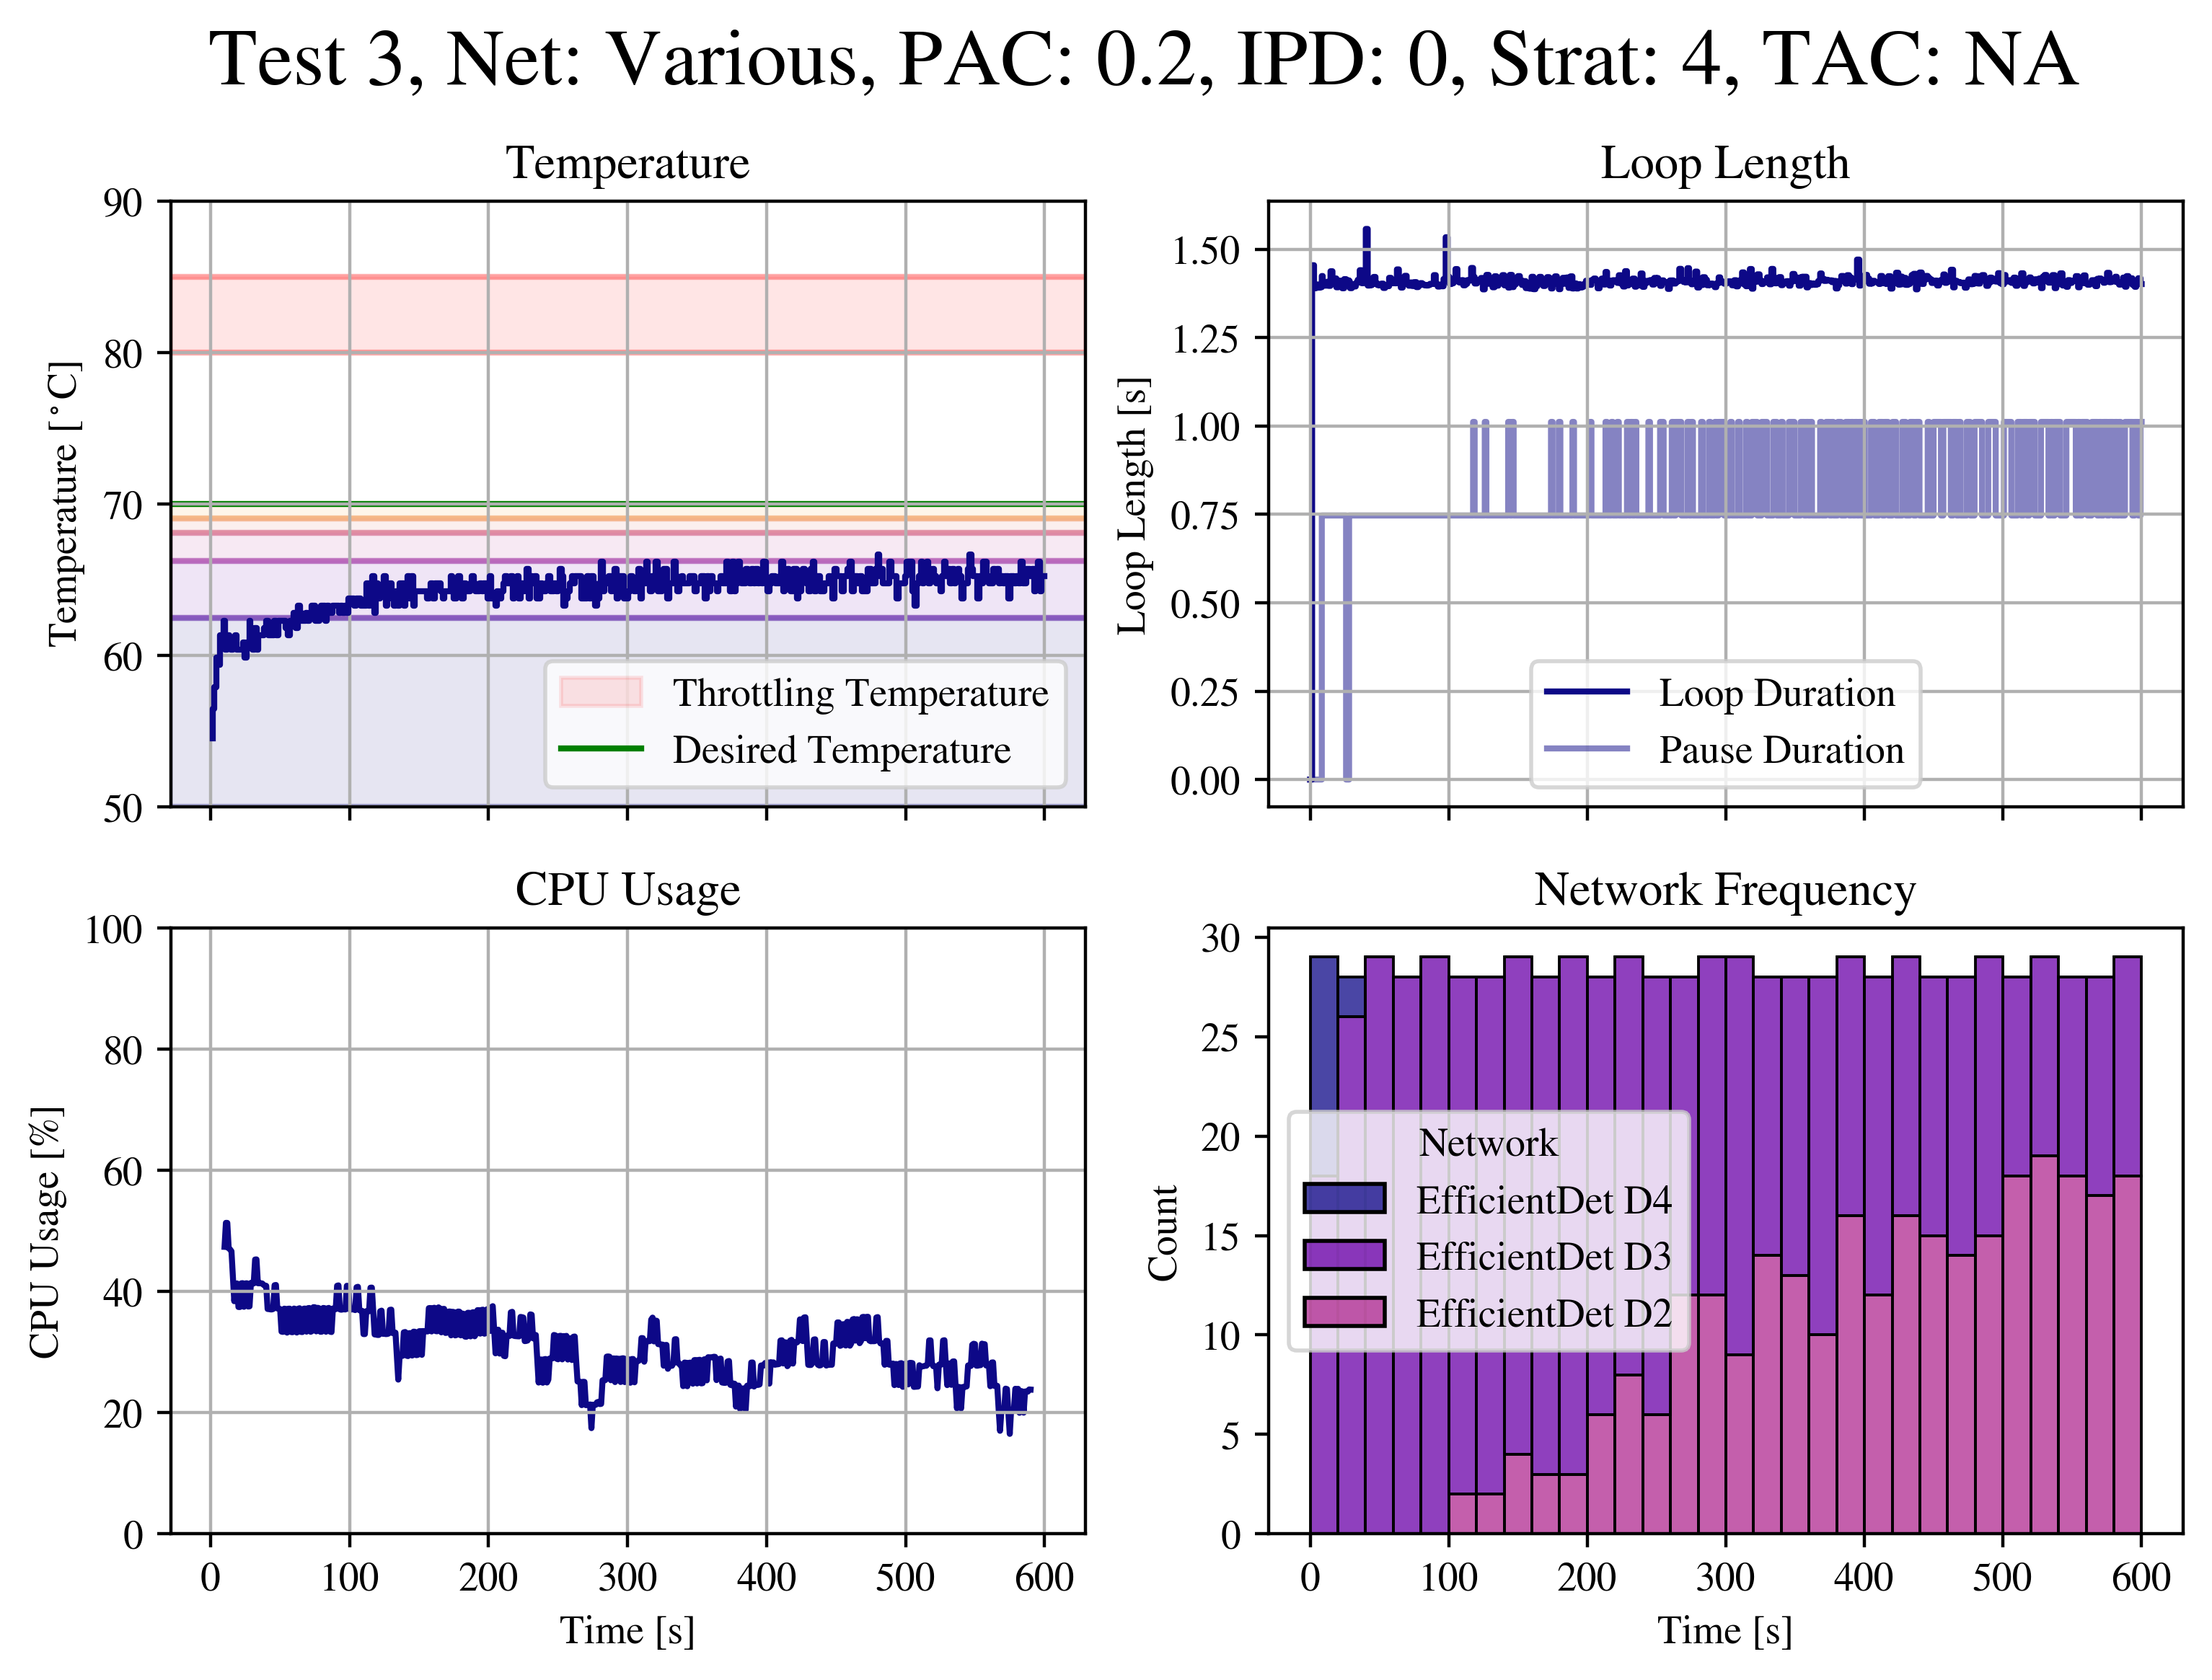 Test 3, Net: Various, PAC: 0.2, IPD: 0, Strat: 4, TAC: NA
Temperature
90
80
70
60
50
Temperature [°C]
Throttling Temperature
Desired Temperature
Loop Length
1.50
1.25
1.00
0.75
0.50
0.25
0.00
Loop Length [s]
Loop Duration
Pause Duration
CPU Usage
100
80
60
40
20
0
CPU Usage [%]
0 100 200 300 400 500 600
Time [s]
Network Frequency
30
25
20
15
10
5
0
Count
Network
EfficientDet D4
EfficientDet D3
EfficientDet D2
0 100 200 300 400 500 600
Time [s]